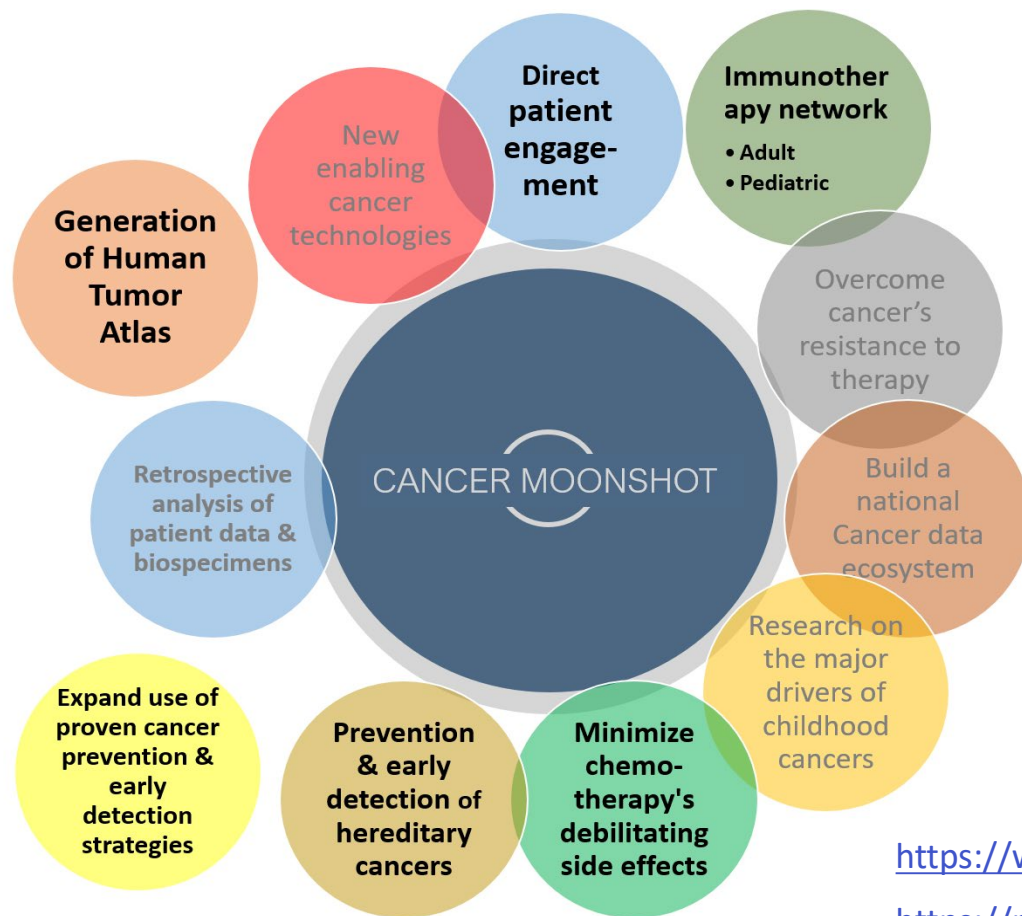 Direct
patient
engage-
ment
Immunother
apy network
• Adult
• Pediatric
New
enabling
cancer
technologies
Generation
of Human
Tumor
Atlas
Overcome
cancer’s
resistance to
therapy
CANCER MOONSHOT
Retrospective
analysis of
patient data &
biospecimens
Build a
national
Cancer data
ecosystem
Research on
the major
drivers of
childhood
cancers
Expand use of
proven cancer
prevention &
early
detection
strategies
Prevention
& early
detection of
hereditary
cancers
Minimize
chemo-
therapy's
debilitating
side effects